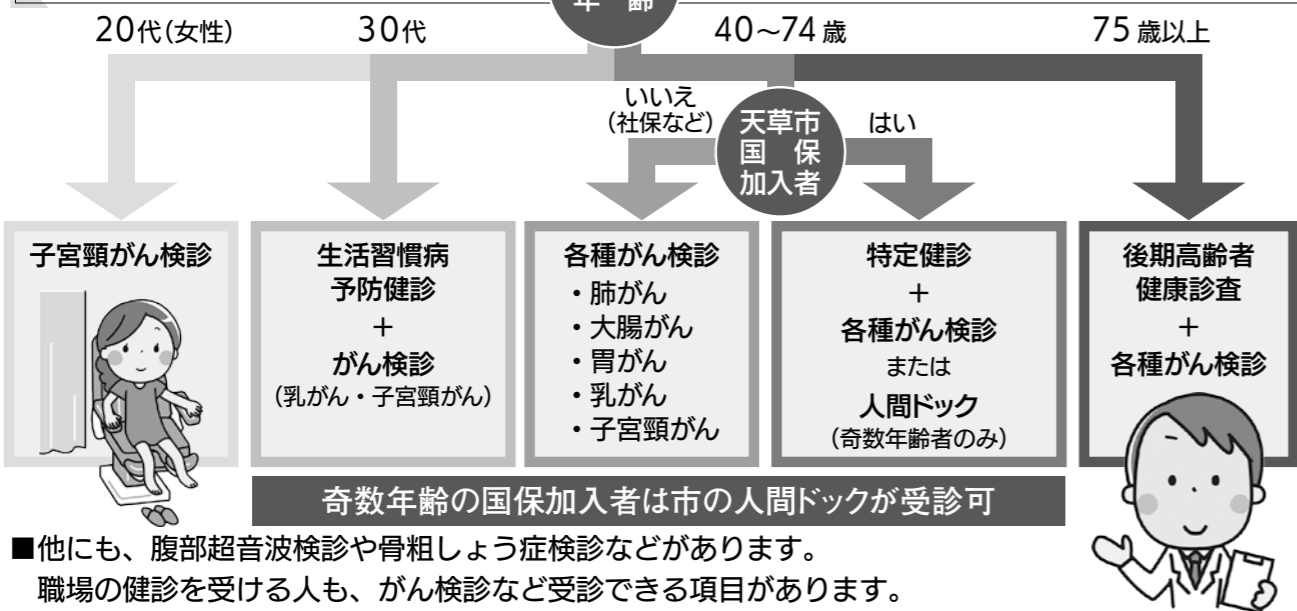 年 齢
20代(女性)
30代
40~74歳
75歳以上
いいえ
(社保など)
天草市
国 保
加入者
はい
子宮頸がん検診
生活習慣病
予防健診
+
がん検診
(乳がん・子宮頸がん)
各種がん検診
・肺がん
・大腸がん
・胃がん
・乳がん
・子宮頸がん
特定健診
+
各種がん検診
または
人間ドック
(奇数年齢者のみ)
後期高齢者
健康診査
+
各種がん検診
奇数年齢の国保加入者は市の人間ドックが受診可
■他にも、腹部超音波検診や骨粗しょう症検診などがあります。
職場の健診を受ける人も、がん検診など受診できる項目があります。